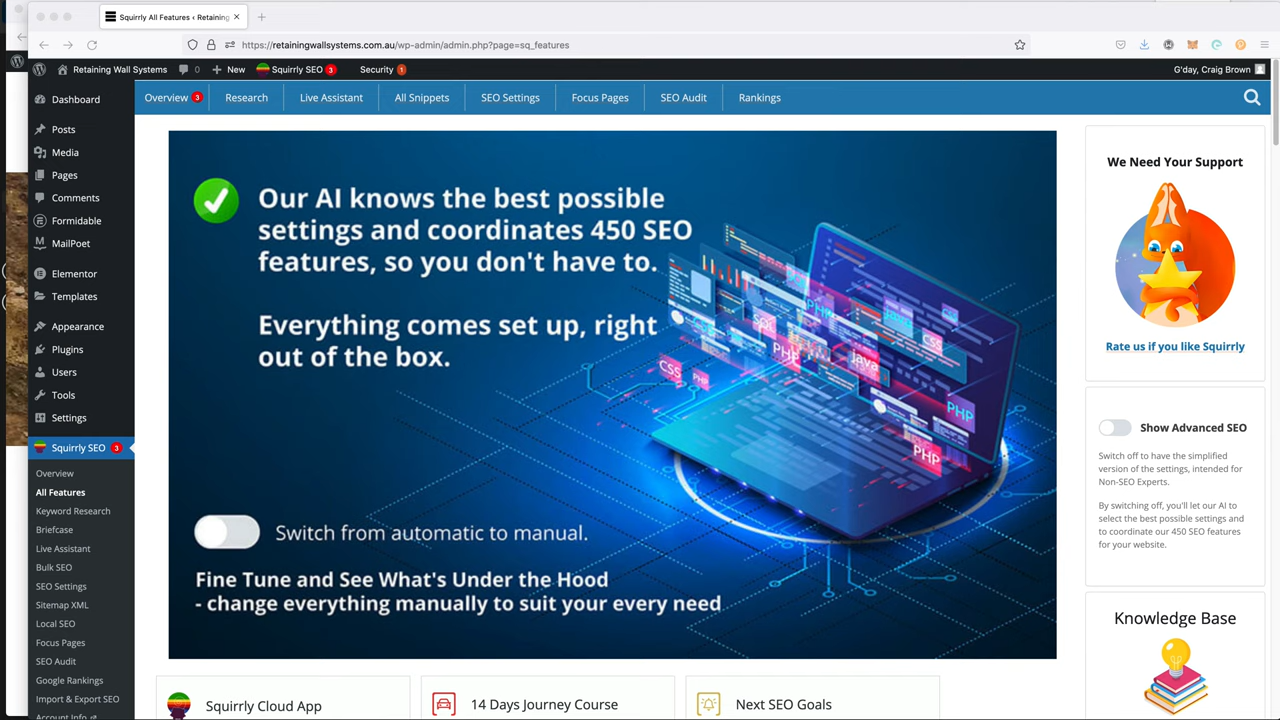 Squirrly All Features ‹ Retaining
https://retainingwallsystems.com.au/wp-admin/admin.php?page=sq_features
Retaining Wall Systems
0
New
Squirrly SEO 3
Security 1
G'day, Craig Brown
Dashboard
Posts
Media
Pages
Comments
Formidable
MailPoet
Elementor
Templates
Appearance
Plugins
Users
Tools
Settings
Squirrly SEO 3
Overview
All Features
Keyword Research
Briefcase
Live Assistant
Bulk SEO
SEO Settings
Sitemap XML
Local SEO
Focus Pages
SEO Audit
Google Rankings
Import & Export SEO
Account Info
Overview 3
Research
Live Assistant
All Snippets
SEO Settings
Focus Pages
SEO Audit
Rankings
Our AI knows the best possible
settings and coordinates 450 SEO
features, so you don't have to.
Everything comes set up, right
out of the box.
Switch from automatic to manual.
Fine Tune and See What's Under the Hood
- change everything manually to suit your every need
PHP
Java
CSS
CSS
PHP
PHP
PHP
Squirrly Cloud App
14 Days Journey Course
Next SEO Goals
We Need Your Support
Rate us if you like Squirrly
Show Advanced SEO
Switch off to have the simplified
version of the settings, intended for
Non-SEO Experts.
By switching off, you'll let our AI to
select the best possible settings and
to coordinate our 450 SEO features
for your website.
Knowledge Base